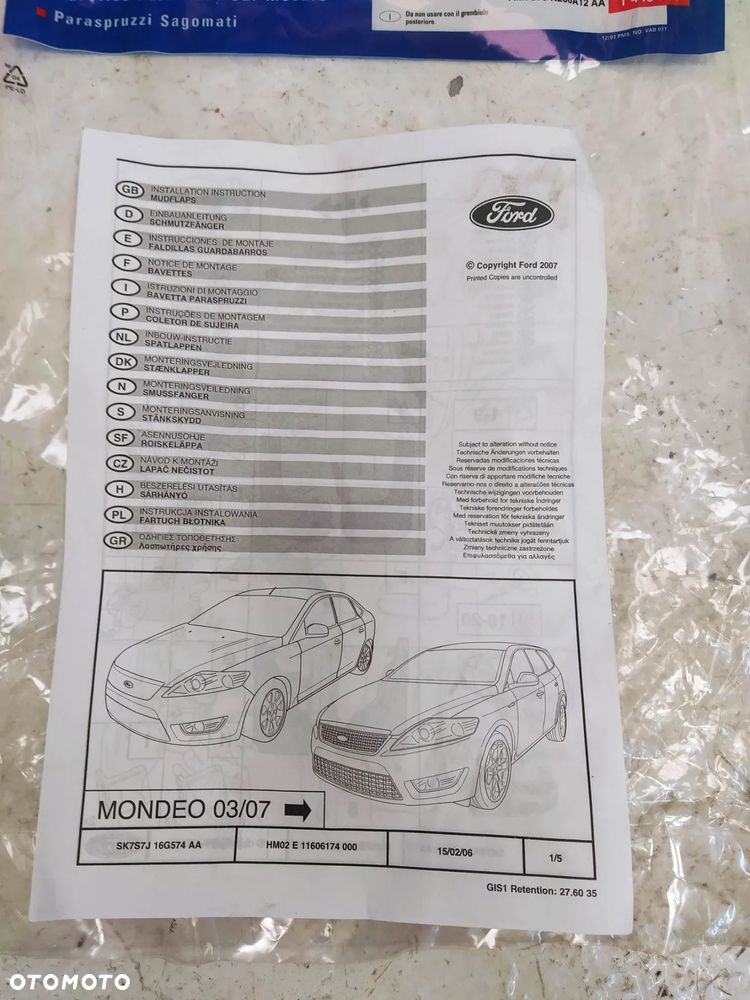 Paraspruzzi Sagomati
I
Da non usare con il grembiule
posteriore.
GB INSTALLATION INSTRUCTION
MUDFLAPS
D EINBAUANLEITUNG
SCHMUTZFÄNGER
E INSTRUCCIONES DE MONTAJE
FALDILLAS GUARDABARROS
F NOTICE DE MONTAGE
BAVETTES
I ISTRUZIONI DI MONTAGGIO
BAVETTA PARASPRUZZI
P INSTRUÇÕES DE MONTAGEM
COLETOR DE SUJEIRA
NL INBOUW-INSTRUCTIE
SPATLAPPEN
DK MONTERINGSVEJLEDNING
STÆNKLAPPER
N MONTERINGSVEILEDNING
SMUSSFANGER
S MONTERINGSANVISNING
STÄNKSKYDD
SF ASENNUSOHJE
ROISKELÄPPA
CZ NÁVOD K MONTÁŽI
LAPAČ NEČISTOT
H BESZERELÉSI UTASÍTÁS
SÁRHÁNYÓ
PL INSTRUKCJA INSTALOWANIA
FARTUCH BŁOTNIKA
GR ΟΔΗΓΙΕΣ ΤΟΠΟΘΕΤΗΣΗΣ
Λασπωτήρες χρήσης
Ford
© Copyright Ford 2007
Printed Copies are uncontrolled
Subject to alteration without notice
Technische Änderungen vorbehalten
Reservadas modificaciones técnicas
Sous réserve de modifications techniques
Con riserva di apportare modifiche tecniche
Reservamo-nos o direito a alterações técnicas
Technische wijzigingen voorbehouden
Med forbehold for tekniske ændringer
Tekniske forendringer forbeholdes
Med reservation för tekniska ändringar
Tekniset muutokset pidätetään
Technické zmeny vyhrazeny
A változtatások technika jogát fenntartjuk
Zmiany techniczne zastrzeżone
Επιφυλασσόμεθα για αλλαγές
MONDEO 03/07
SK7S7J 16G574 AA
HM02 E 11606174 000
15/02/06
1/5
GIS1 Retention: 27.60 35
OTOMOTO